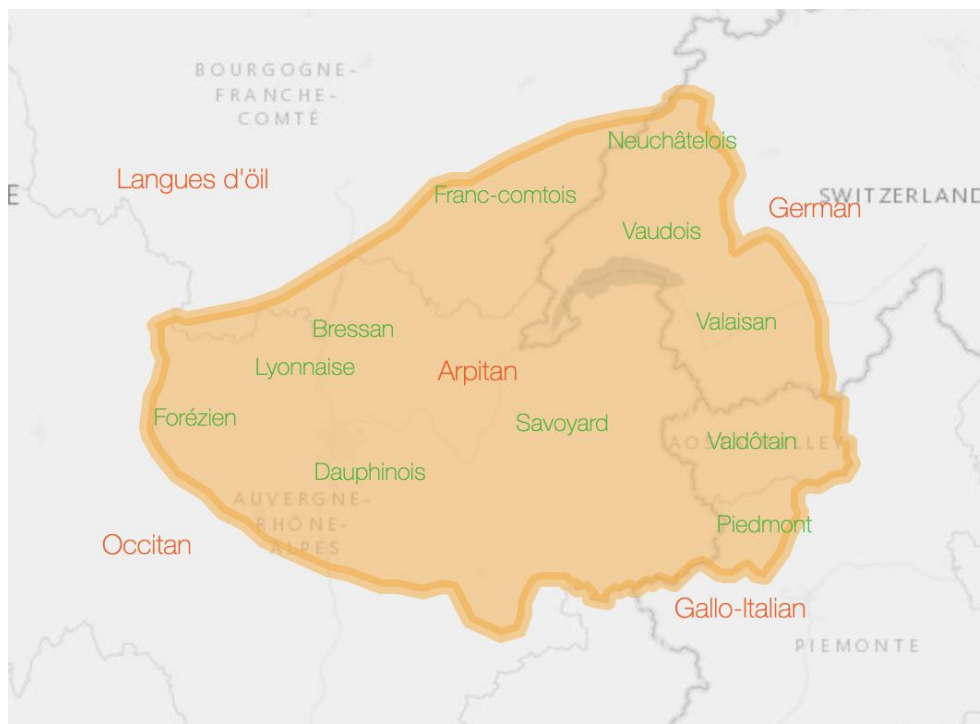 BOURGOGNE-
FRANCHE-
COMTÉ
Neuchâtelois
Langues d'öil
Franc-comtois
SWITZERLAND
German
Vaudois
Valaisan
Bressan
Lyonnaise
Arpitan
Forézien
Savoyard
Valdôtain
Dauphinois
AUVERGNE-
RHÔNE-
ALPES
Piedmont
Occitan
Gallo-Italian
PIEMONTE